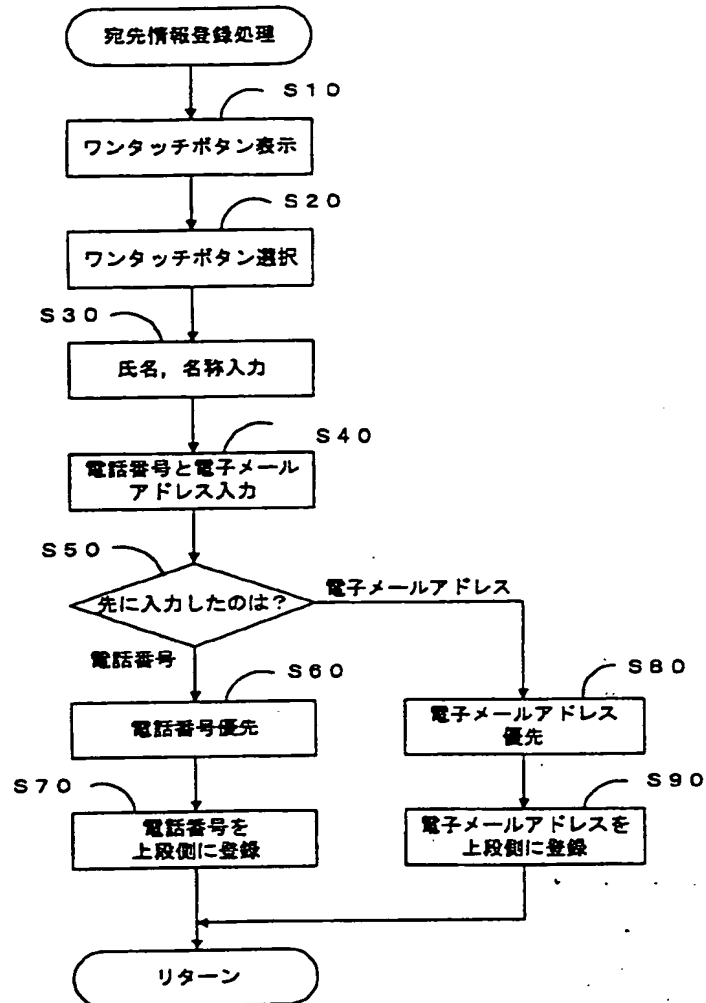 宛先情報登録処理
S10
ワンタッチボタン表示
S20
ワンタッチボタン選択
S30
氏名，名称入力
S40
電話番号と電子メール
アドレス入力
S50
先に入力したのは？
電子メールアドレス
電話番号
S60
電話番号優先
S80
電子メールアドレス
優先
S70
電話番号を
上段側に登録
S90
電子メールアドレスを
上段側に登録
リターン